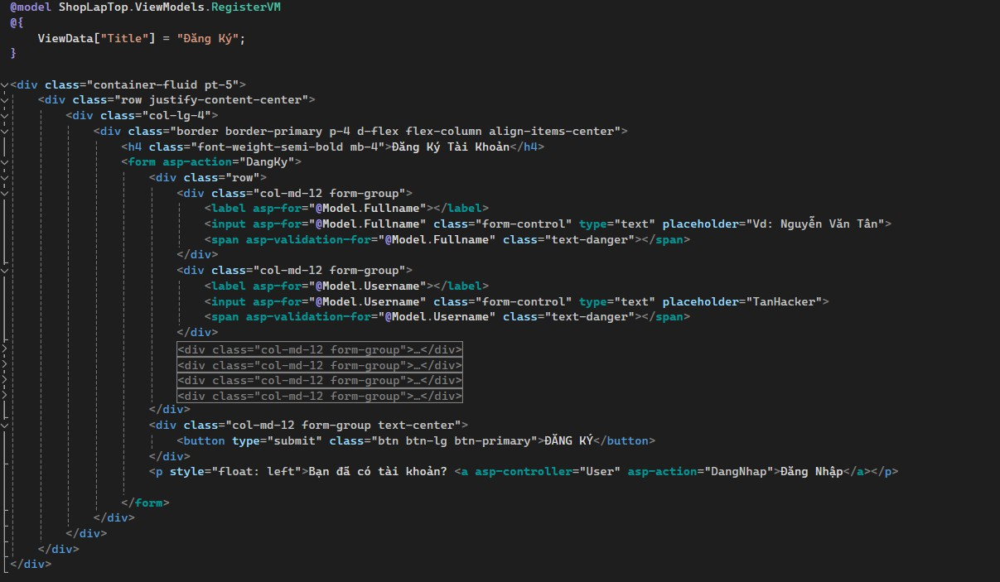 @model ShopLapTop.ViewModels.RegisterVM
@{
    ViewData["Title"] = "Đăng Ký";
}

<div class="container-fluid pt-5">
    <div class="row justify-content-center">
        <div class="col-lg-4">
            <div class="border border-primary p-4 d-flex flex-column align-items-center">
                <h4 class="font-weight-semi-bold mb-4">Đăng Ký Tài Khoản</h4>
                <form asp-action="DangKy">
                    <div class="row">
                        <div class="col-md-12 form-group">
                            <label asp-for="@Model.Fullname"></label>
                            <input asp-for="@Model.Fullname" class="form-control" type="text" placeholder="Vd: Nguyễn Văn Tân">
                            <span asp-validation-for="@Model.Fullname" class="text-danger"></span>
                        </div>
                        <div class="col-md-12 form-group">
                            <label asp-for="@Model.Username"></label>
                            <input asp-for="@Model.Username" class="form-control" type="text" placeholder="TanHacker">
                            <span asp-validation-for="@Model.Username" class="text-danger"></span>
                        </div>
                        <div class="col-md-12 form-group">…</div>
                        <div class="col-md-12 form-group">…</div>
                        <div class="col-md-12 form-group">…</div>
                        <div class="col-md-12 form-group">…</div>
                    </div>
                    <div class="col-md-12 form-group text-center">
                        <button type="submit" class="btn btn-lg btn-primary">ĐĂNG KÝ</button>
                    </div>
                    <p style="float: left">Bạn đã có tài khoản? <a asp-controller="User" asp-action="DangNhap">Đăng Nhập</a></p>

                </form>
            </div>
        </div>
    </div>
</div>